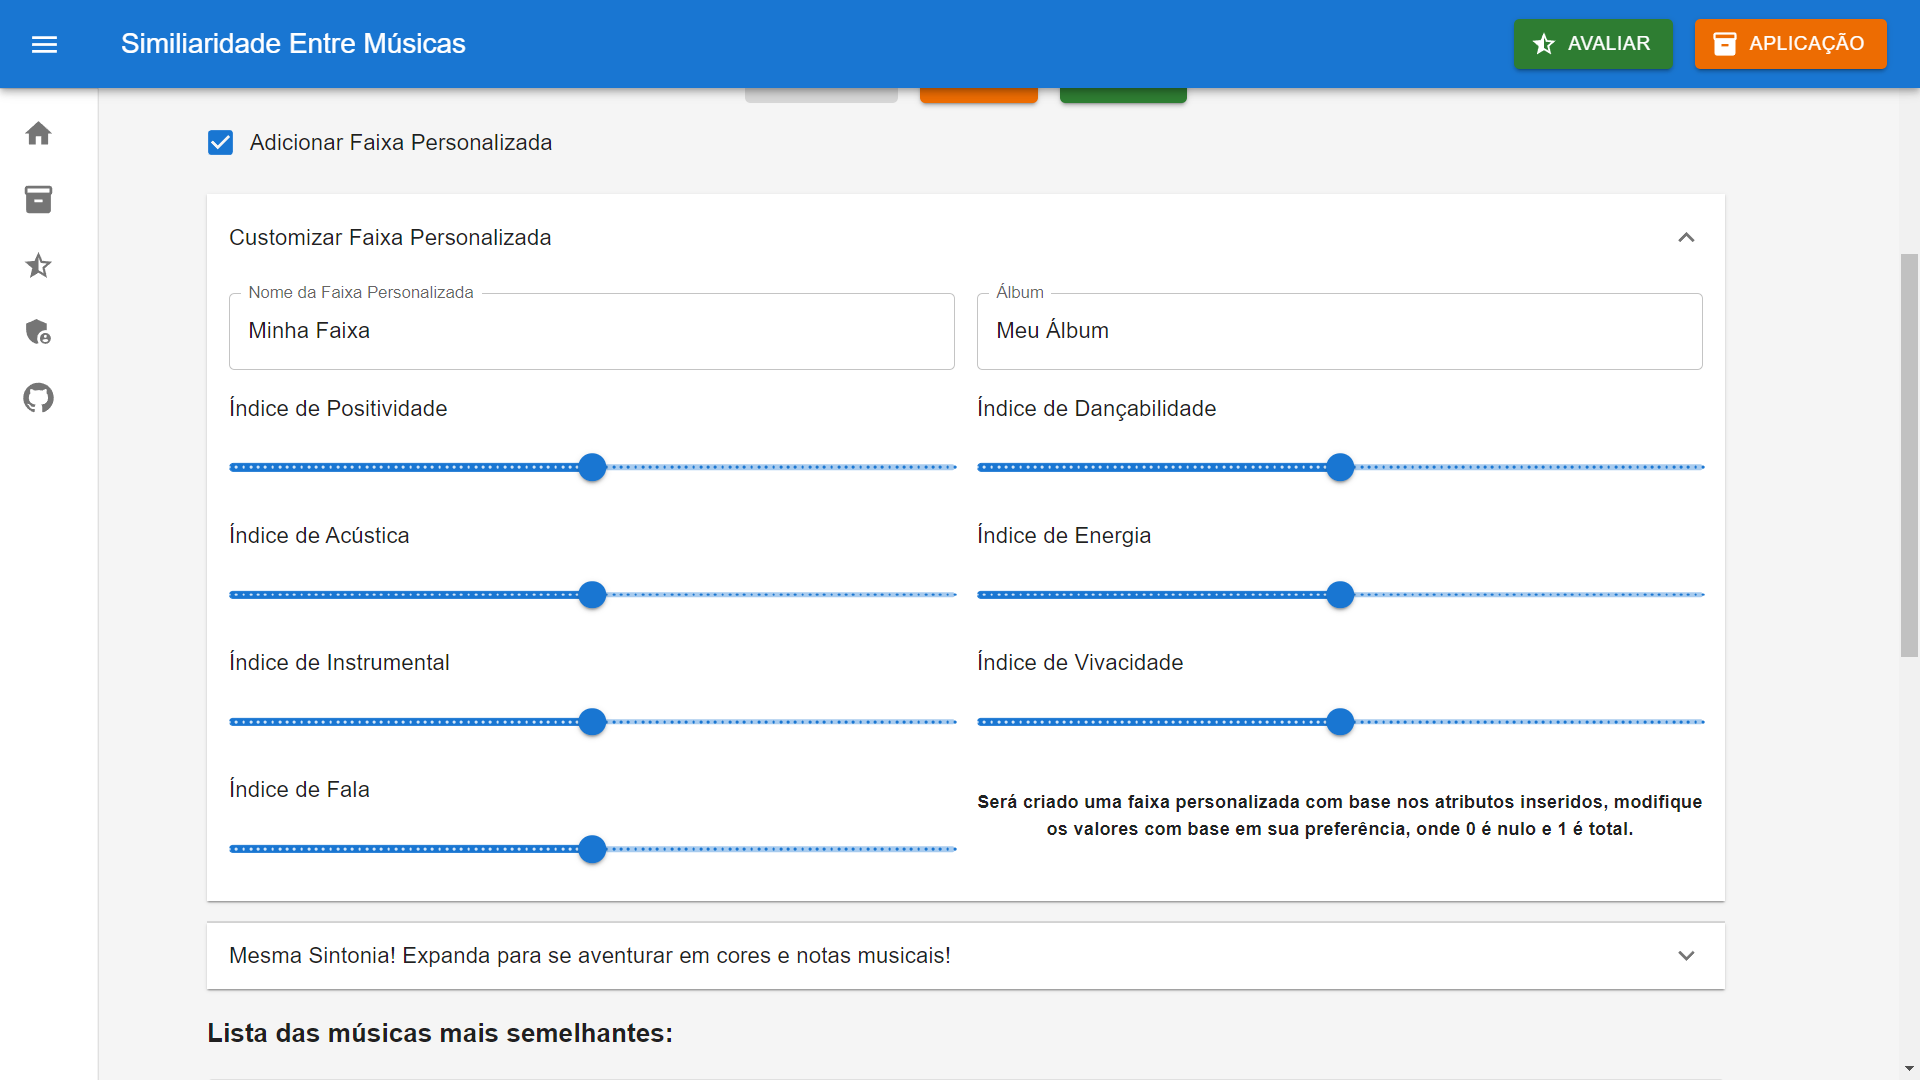 Similiaridade Entre Músicas
AVALIAR
APLICAÇÃO
Adicionar Faixa Personalizada
Customizar Faixa Personalizada
Nome da Faixa Personalizada
Minha Faixa
Álbum
Meu Álbum
Índice de Positividade
Índice de Dançabilidade
Índice de Acústica
Índice de Energia
Índice de Instrumental
Índice de Vivacidade
Índice de Fala
Será criado uma faixa personalizada com base nos atributos inseridos, modifique
os valores com base em sua preferência, onde 0 é nulo e 1 é total.
Mesma Sintonia! Expanda para se aventurar em cores e notas musicais!
Lista das músicas mais semelhantes: